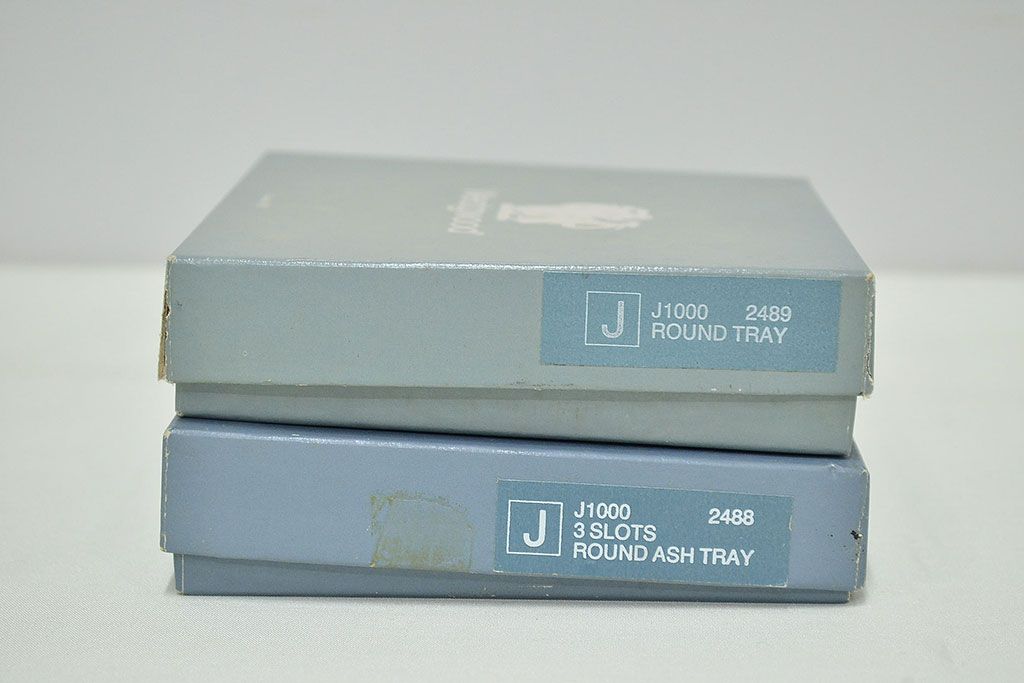 J
J1000 2489
ROUND TRAY
J
J1000 2488
3 SLOTS
ROUND ASH TRAY